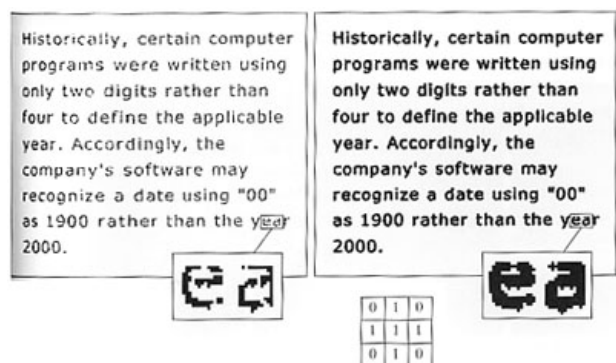 Historically, certain computer
programs were written using
only two digits rather than
four to define the applicable
year. Accordingly, the
company's software may
recognize a date using "00"
as 1900 rather than the year
2000.
ea
Historically, certain computer
programs were written using
only two digits rather than
four to define the applicable
year. Accordingly, the
company's software may
recognize a date using "00"
as 1900 rather than the year
2000.
ea
0 1 0
1 1 1
0 1 0